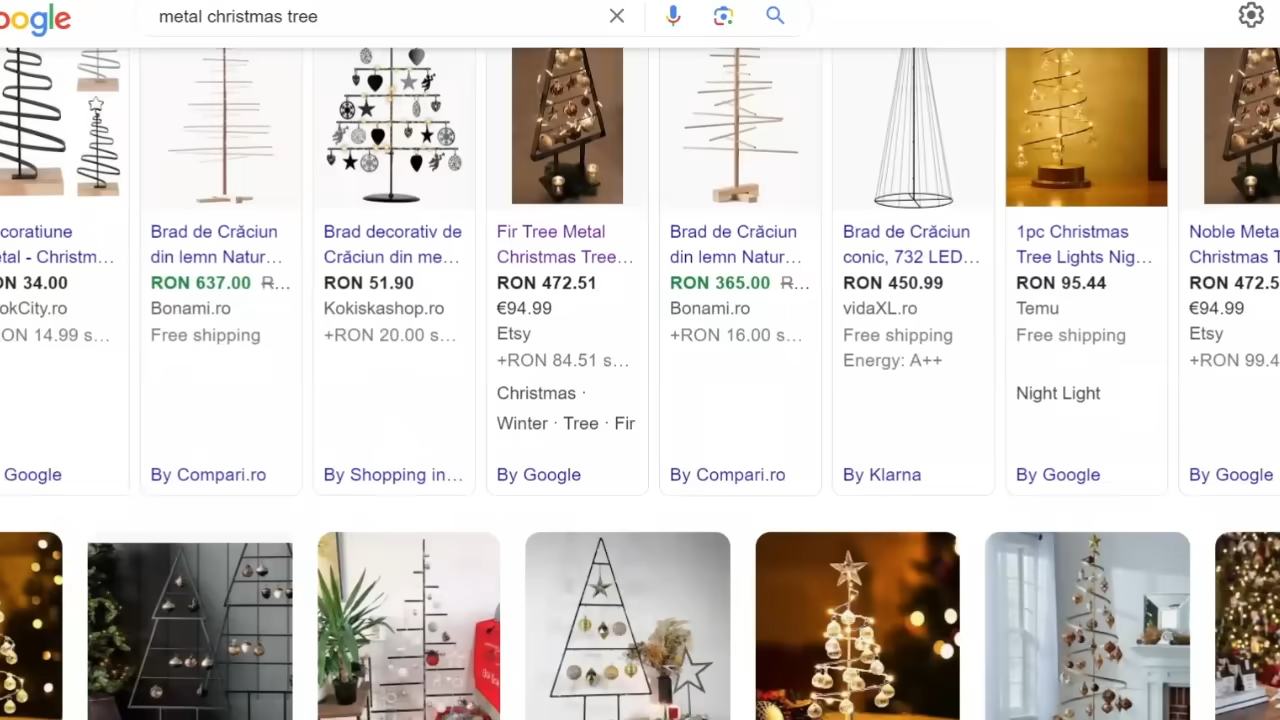 oogle
metal christmas tree
coratiune
etal - Christm...
ON 34.00
okCity.ro
ON 14.99 s...
Google
Brad de Crăciun
din lemn Natur...
RON 637.00 R...
Bonami.ro
Free shipping
By Compari.ro
Brad decorativ de
Crăciun din me...
RON 51.90
Kokiskashop.ro
+RON 20.00 s...
By Shopping in...
Fir Tree Metal
Christmas Tree...
RON 472.51
€94.99
Etsy
+RON 84.51 s...
Christmas ·
Winter · Tree · Fir
By Google
Brad de Crăciun
din lemn Natur...
RON 365.00 R...
Bonami.ro
+RON 16.00 s...
By Compari.ro
Brad de Crăciun
conic, 732 LED...
RON 450.99
vidaXL.ro
Free shipping
Energy: A++
By Klarna
1pc Christmas
Tree Lights Nig...
RON 95.44
Temu
Free shipping
Night Light
By Google
Noble Meta
Christmas T
RON 472.5
€94.99
Etsy
+RON 99.4
By Google